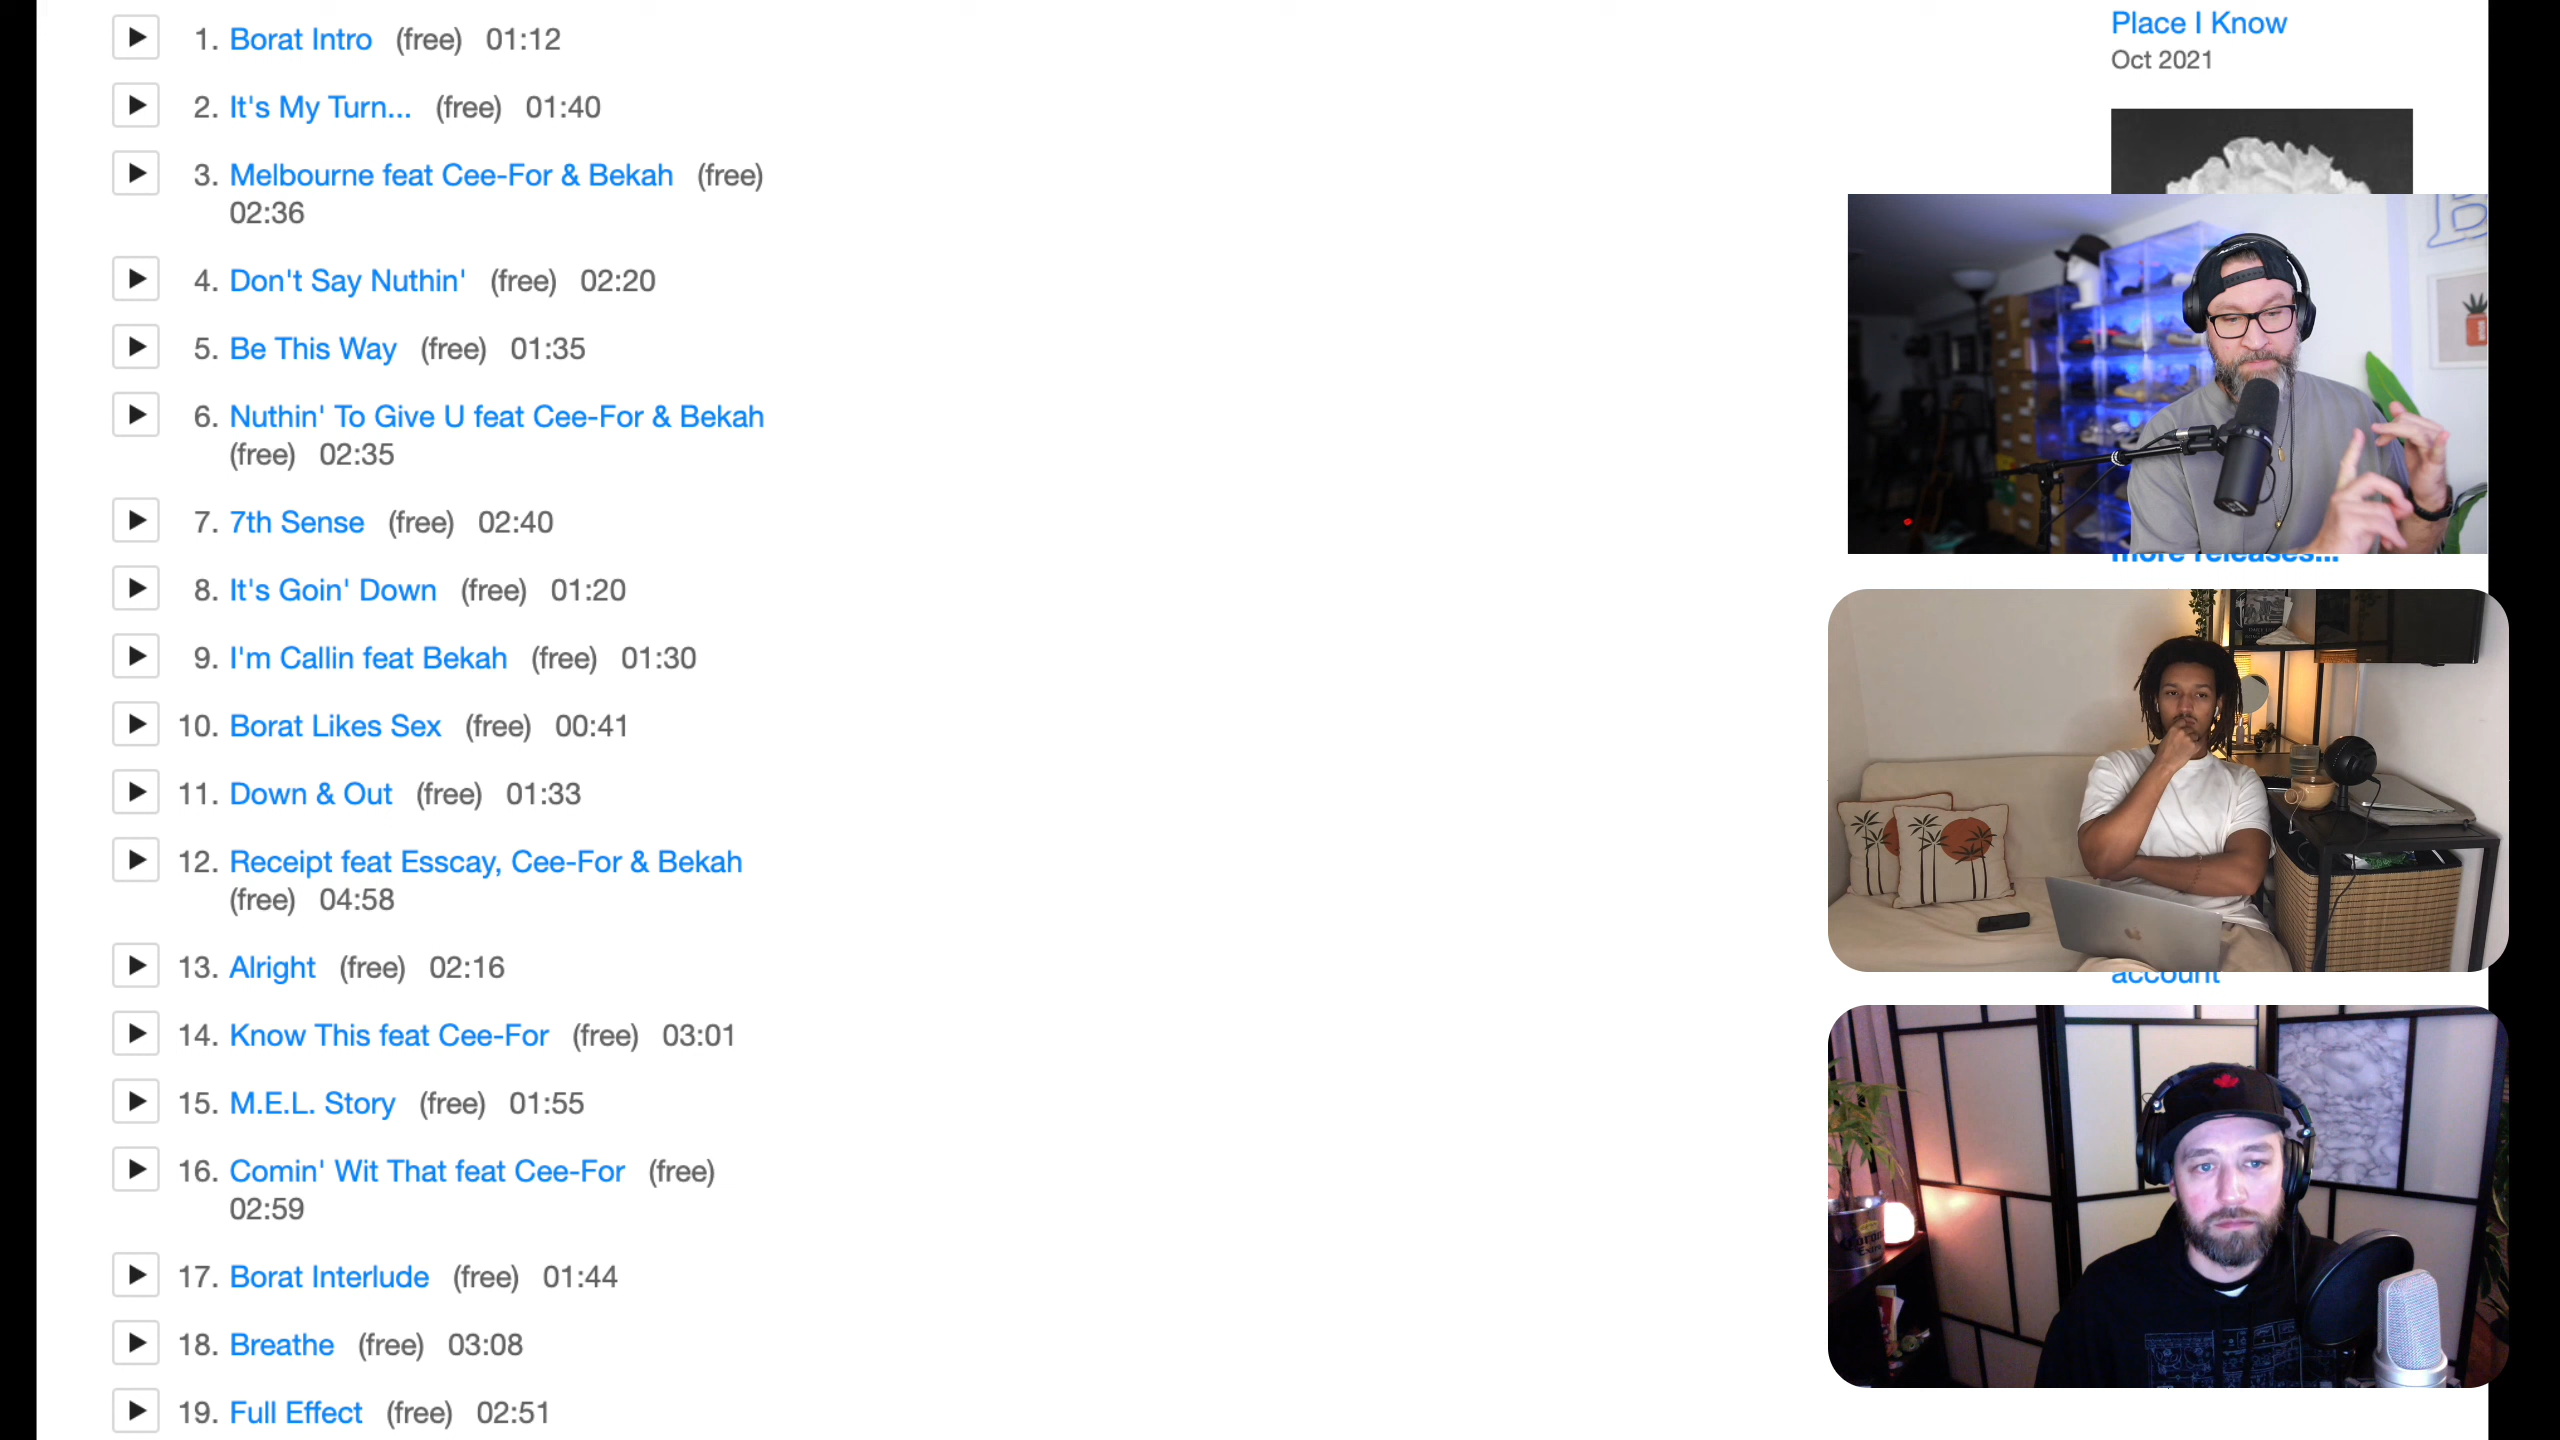 1. Borat Intro (free) 01:12
2. It's My Turn... (free) 01:40
3. Melbourne feat Cee-For & Bekah (free)
02:36
4. Don't Say Nuthin' (free) 02:20
5. Be This Way (free) 01:35
6. Nuthin' To Give U feat Cee-For & Bekah
(free) 02:35
7. 7th Sense (free) 02:40
8. It's Goin' Down (free) 01:20
9. I'm Callin feat Bekah (free) 01:30
10. Borat Likes Sex (free) 00:41
11. Down & Out (free) 01:33
12. Receipt feat Esscay, Cee-For & Bekah
(free) 04:58
13. Alright (free) 02:16
14. Know This feat Cee-For (free) 03:01
15. M.E.L. Story (free) 01:55
16. Comin' Wit That feat Cee-For (free)
02:59
17. Borat Interlude (free) 01:44
18. Breathe (free) 03:08
19. Full Effect (free) 02:51
Place I Know
Oct 2021
more releases...
account
Corona
Extra